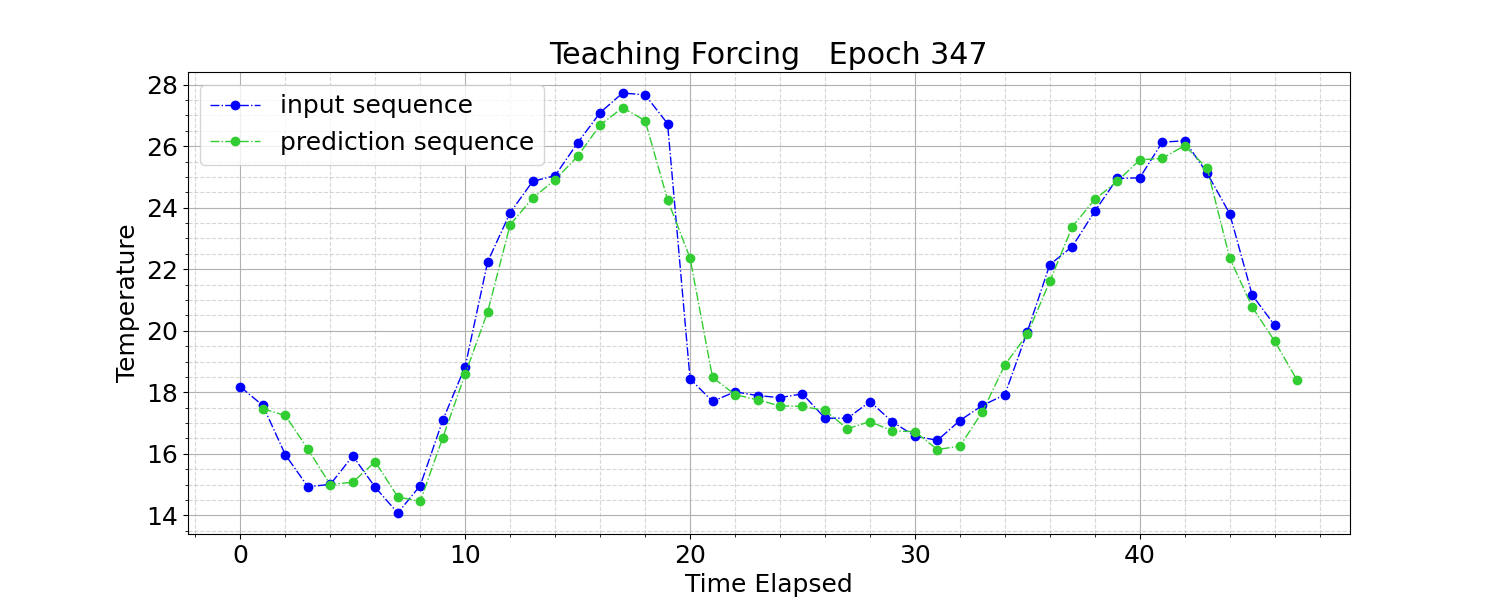 Teaching Forcing   Epoch 347
input sequence
prediction sequence
Temperature
28
26
24
22
20
18
16
14
0 10 20 30 40
Time Elapsed